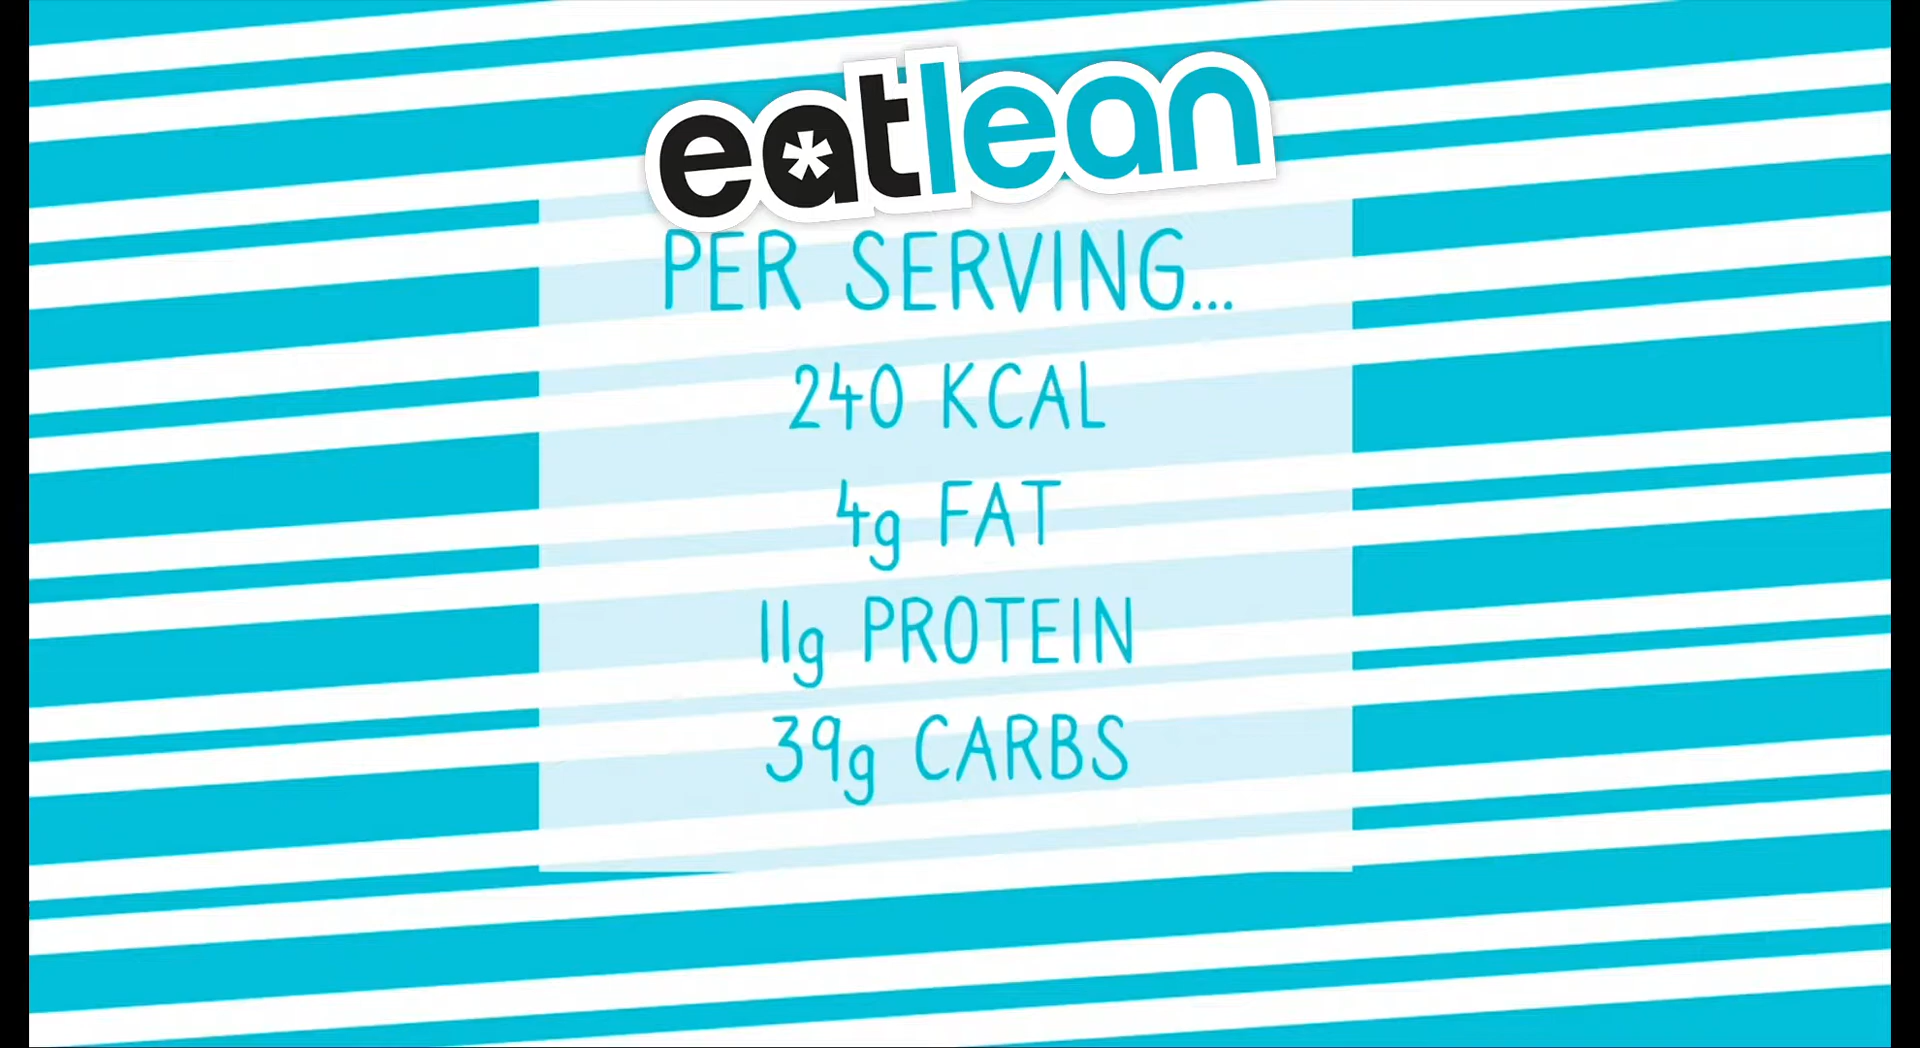 eatlean
PER SERVING...
240 KCAL
4g FAT
11g PROTEIN
39g CARBS